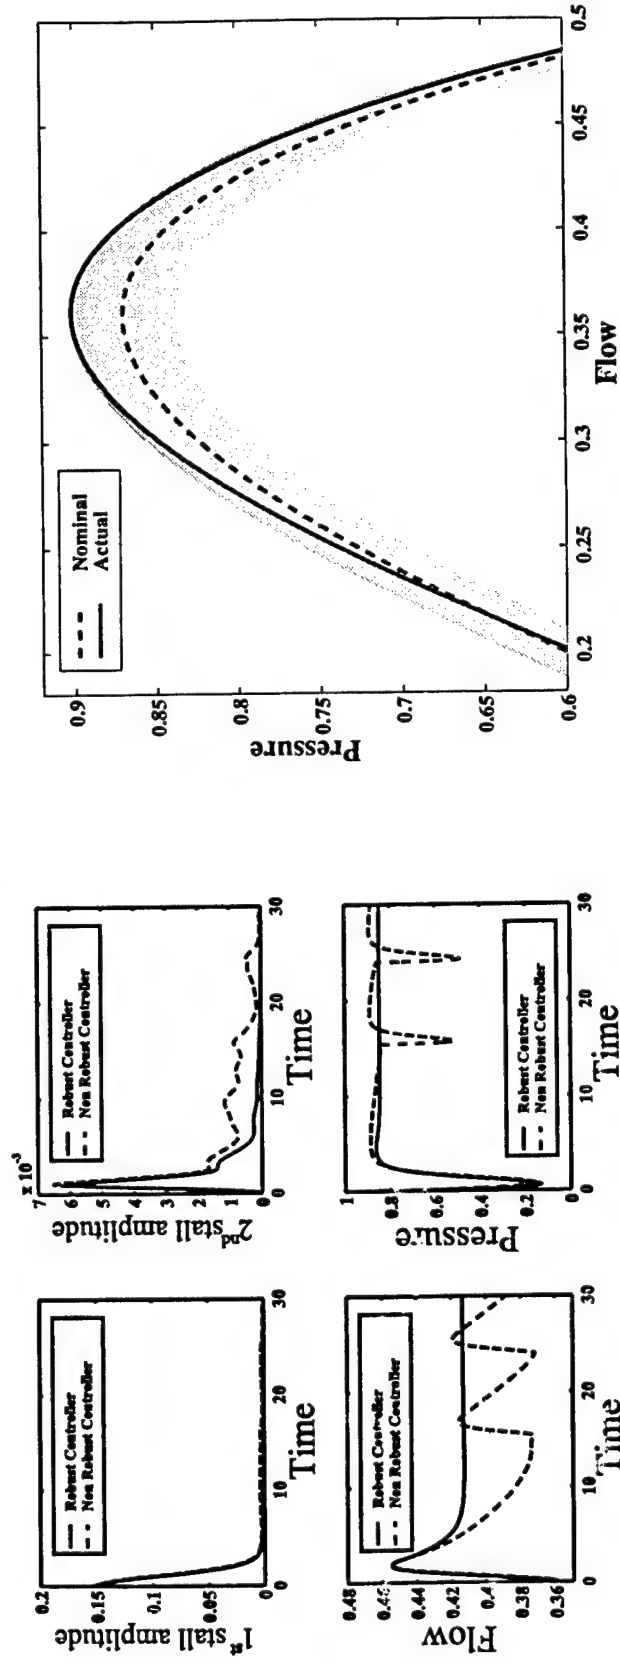 0.2
0.15
0.1
0.05
0
1st stall amplitude
Robust Controller
Non Robust Controller
0
10
20
30
Time
x 10-3
7
6
5
4
3
2
1
0
2nd stall amplitude
Robust Controller
Non Robust Controller
0
10
20
30
Time
0.48
0.44
0.42
0.4
0.38
0.36
Flow
Robust Controller
Non Robust Controller
0
10
20
30
Time
1
0.8
0.6
0.4
0.2
0
Pressure
Robust Controller
Non Robust Controller
0
10
20
30
Time
0.9
0.85
0.8
0.75
0.7
0.65
0.6
Pressure
Nominal
Actual
0.2
0.25
0.3
0.35
0.4
0.45
0.5
Flow